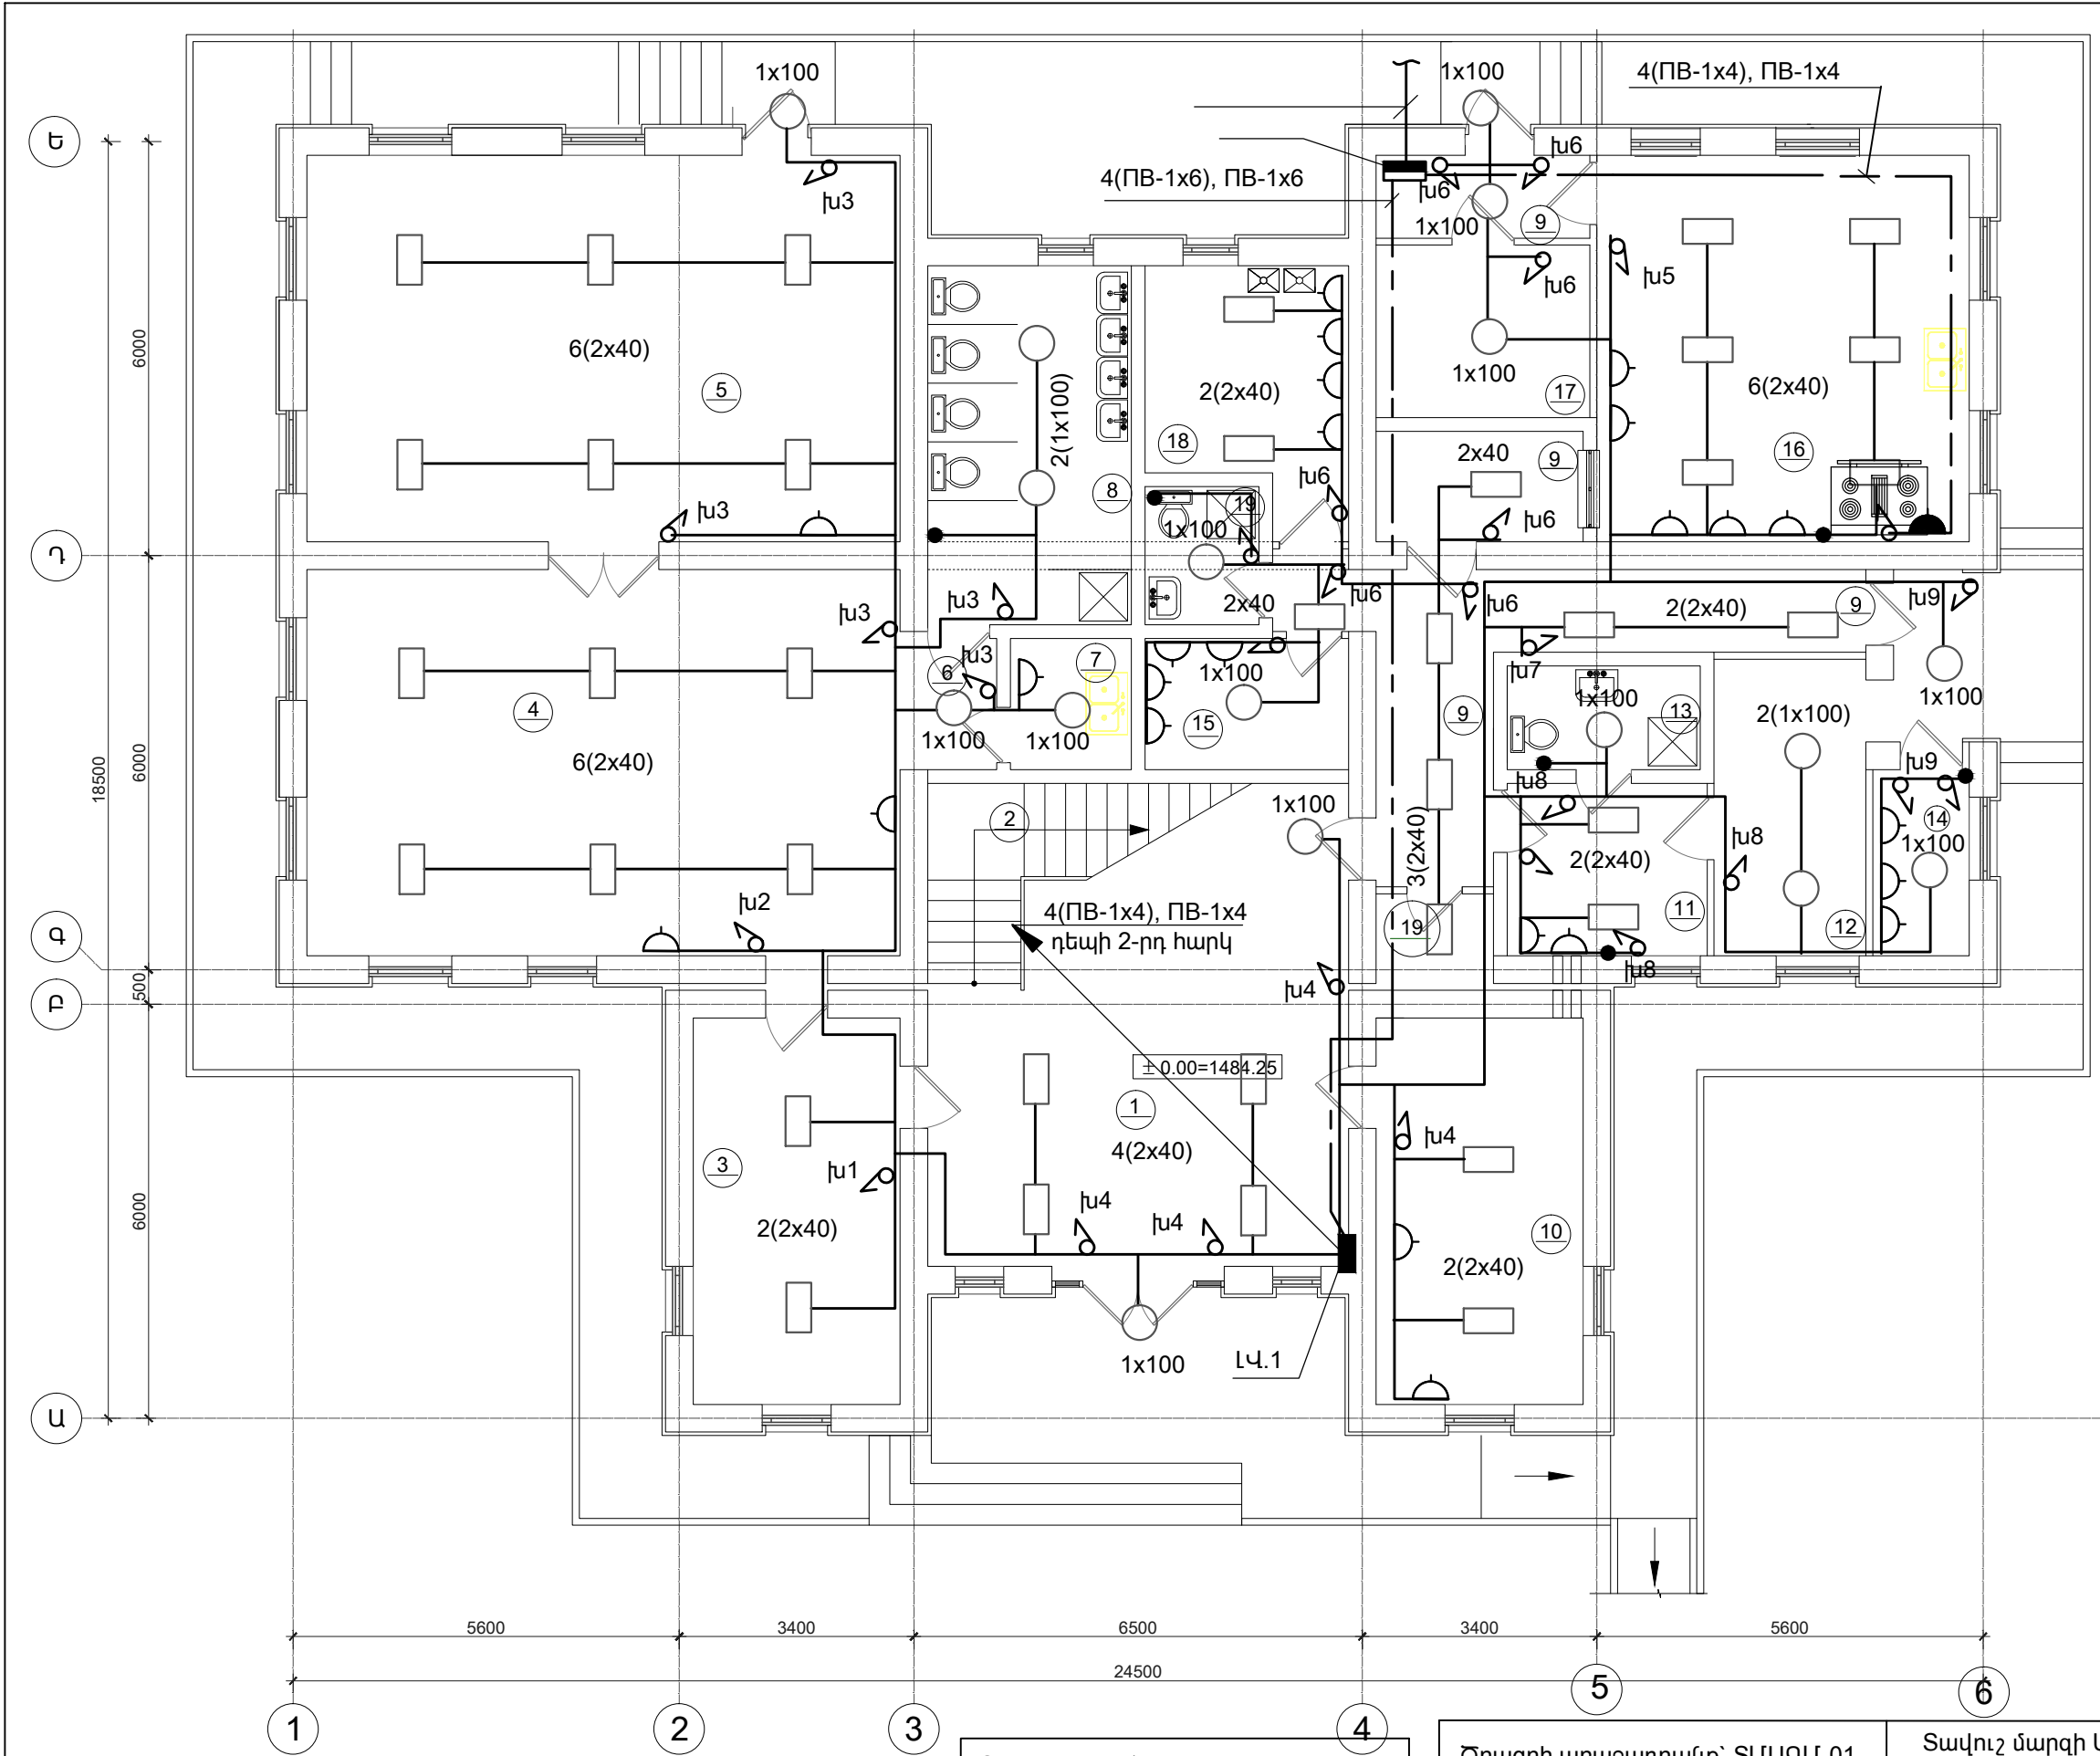 1x100
1x100
4(ПВ-1x4), ПВ-1x4
Ե
խ6
4(ПВ-1x6), ПВ-1x6
խ3
խ6
1x100
9
խ6
խ5
6000
6(2x40)
5
2(1x100)
2(2x40)
18
1x100
17
6(2x40)
16
2x40
9
8
19
խ6
խ3
1x100
խ6
Դ
խ3
խ3
2x40
խ6
խ6
2(2x40)
9
խ9
խ3
6
7
1x100
խ7
1x100
1x100
4
15
9
13
2(1x100)
1x100
1x100
6(2x40)
6000
18500
խ8
խ9
2
1x100
3(2x40)
2(2x40)
խ8
14
1x100
խ2
4(ПВ-1x4), ПВ-1x4
դեպի 2-րդ հարկ
19
11
12
Գ
500
խ4
խ8
Բ
± 0.00=1484.25
1
4(2x40)
խ4
3
խ1
6000
2(2x40)
խ4
խ4
10
2(2x40)
1x100
ԼՎ.1
Ա
5600
3400
6500
3400
5600
24500
1
2
3
4
5
6
Տավուշ մարզի